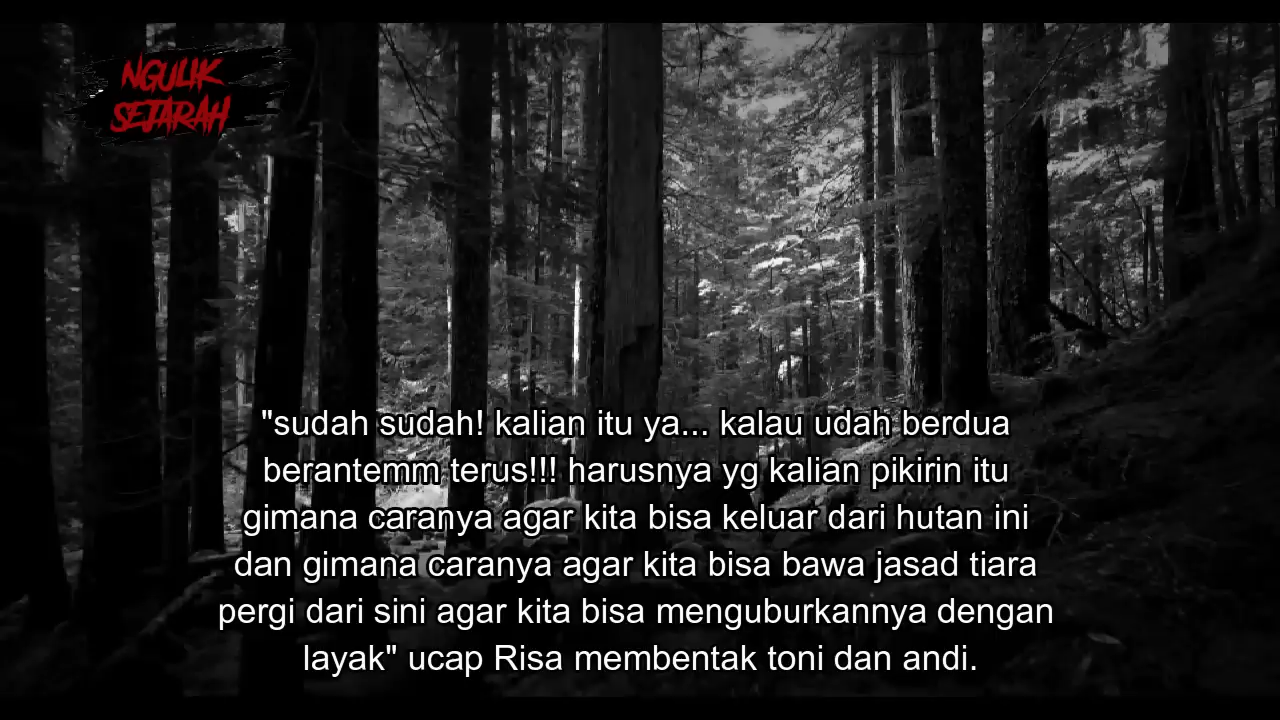 NGULIK
SEJARAH
"sudah sudah! kalian itu ya... kalau udah berdua
berantemm terus!!! harusnya yg kalian pikirin itu
gimana caranya agar kita bisa keluar dari hutan ini
dan gimana caranya agar kita bisa bawa jasad tiara
pergi dari sini agar kita bisa menguburkannya dengan
layak" ucap Risa membentak toni dan andi.